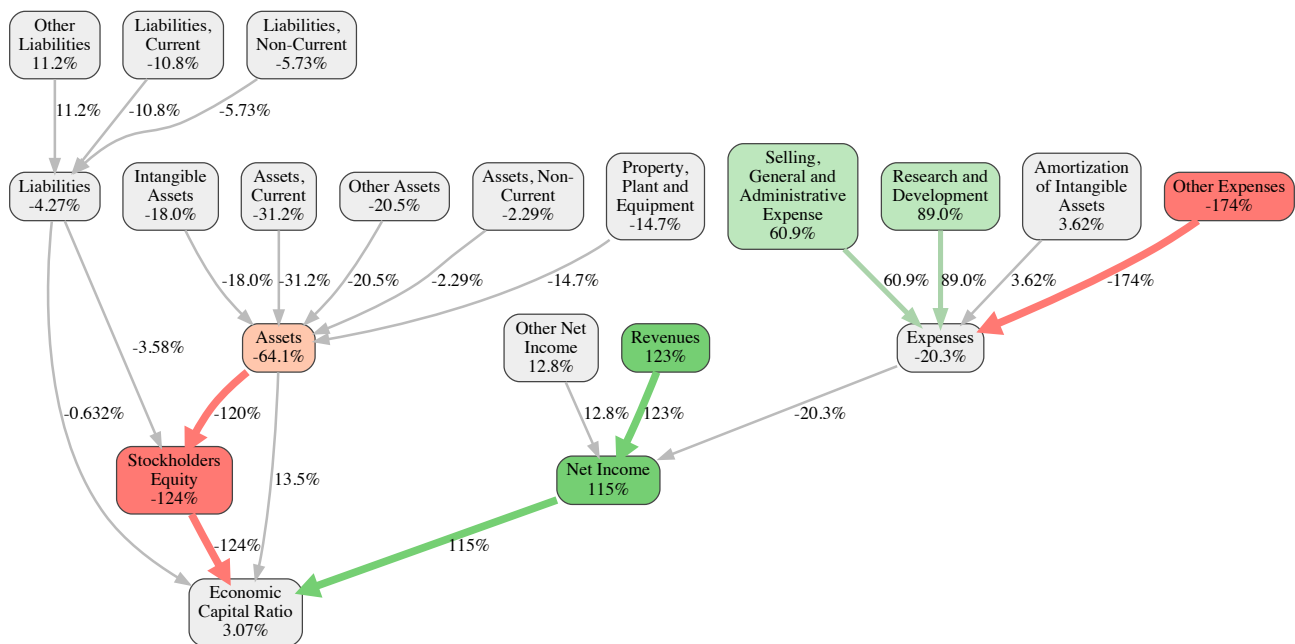 Other
Liabilities
11.2%
Liabilities,
Current
-10.8%
Liabilities,
Non-Current
-5.73%
11.2%
-10.8%
-5.73%
Liabilities
-4.27%
Intangible
Assets
-18.0%
Assets,
Current
-31.2%
Other Assets
-20.5%
Assets, Non-
Current
-2.29%
Property,
Plant and
Equipment
-14.7%
Selling,
General and
Administrative
Expense
60.9%
Research and
Development
89.0%
Amortization
of Intangible
Assets
3.62%
Other Expenses
-174%
-18.0%
-31.2%
-20.5%
-2.29%
-14.7%
60.9%
89.0%
3.62%
-174%
Assets
-64.1%
Other Net
Income
12.8%
Revenues
123%
Expenses
-20.3%
-3.58%
-0.632%
-120%
12.8%
123%
-20.3%
Stockholders
Equity
-124%
13.5%
Net Income
115%
-124%
115%
Economic
Capital Ratio
3.07%